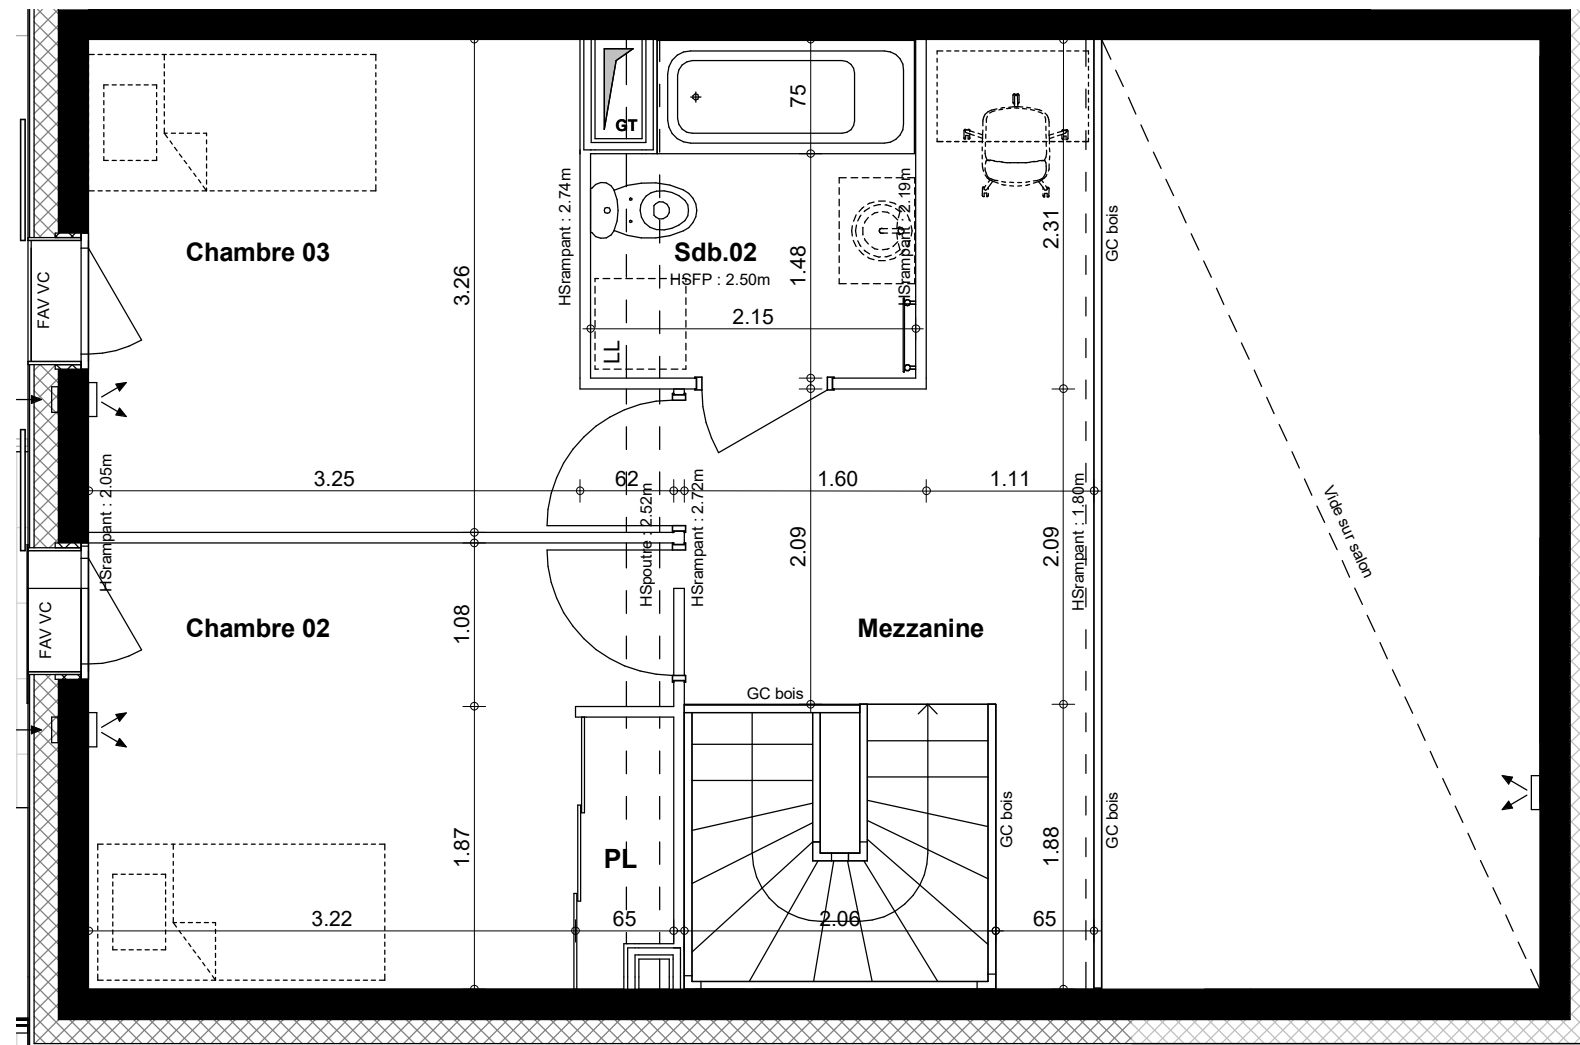 75
GT
HSrampant : 2.74m
HSrampant : 2.19m
2.31
GC bois
Chambre 03
Sdb.02
HSFP : 2.50m
3.26
1.48
FAV VC
2.15
LL
3.25
62
1.60
1.11
HSrampant : 2.05m
HSpoutre : 2.52m
HSrampant : 2.72m
2.09
2.09
HSrampant : 1.80m
Vide sur salon
Chambre 02
FAV VC
1.08
Mezzanine
GC bois
1.87
PL
GC bois
1.88
GC bois
3.22
65
2.06
65